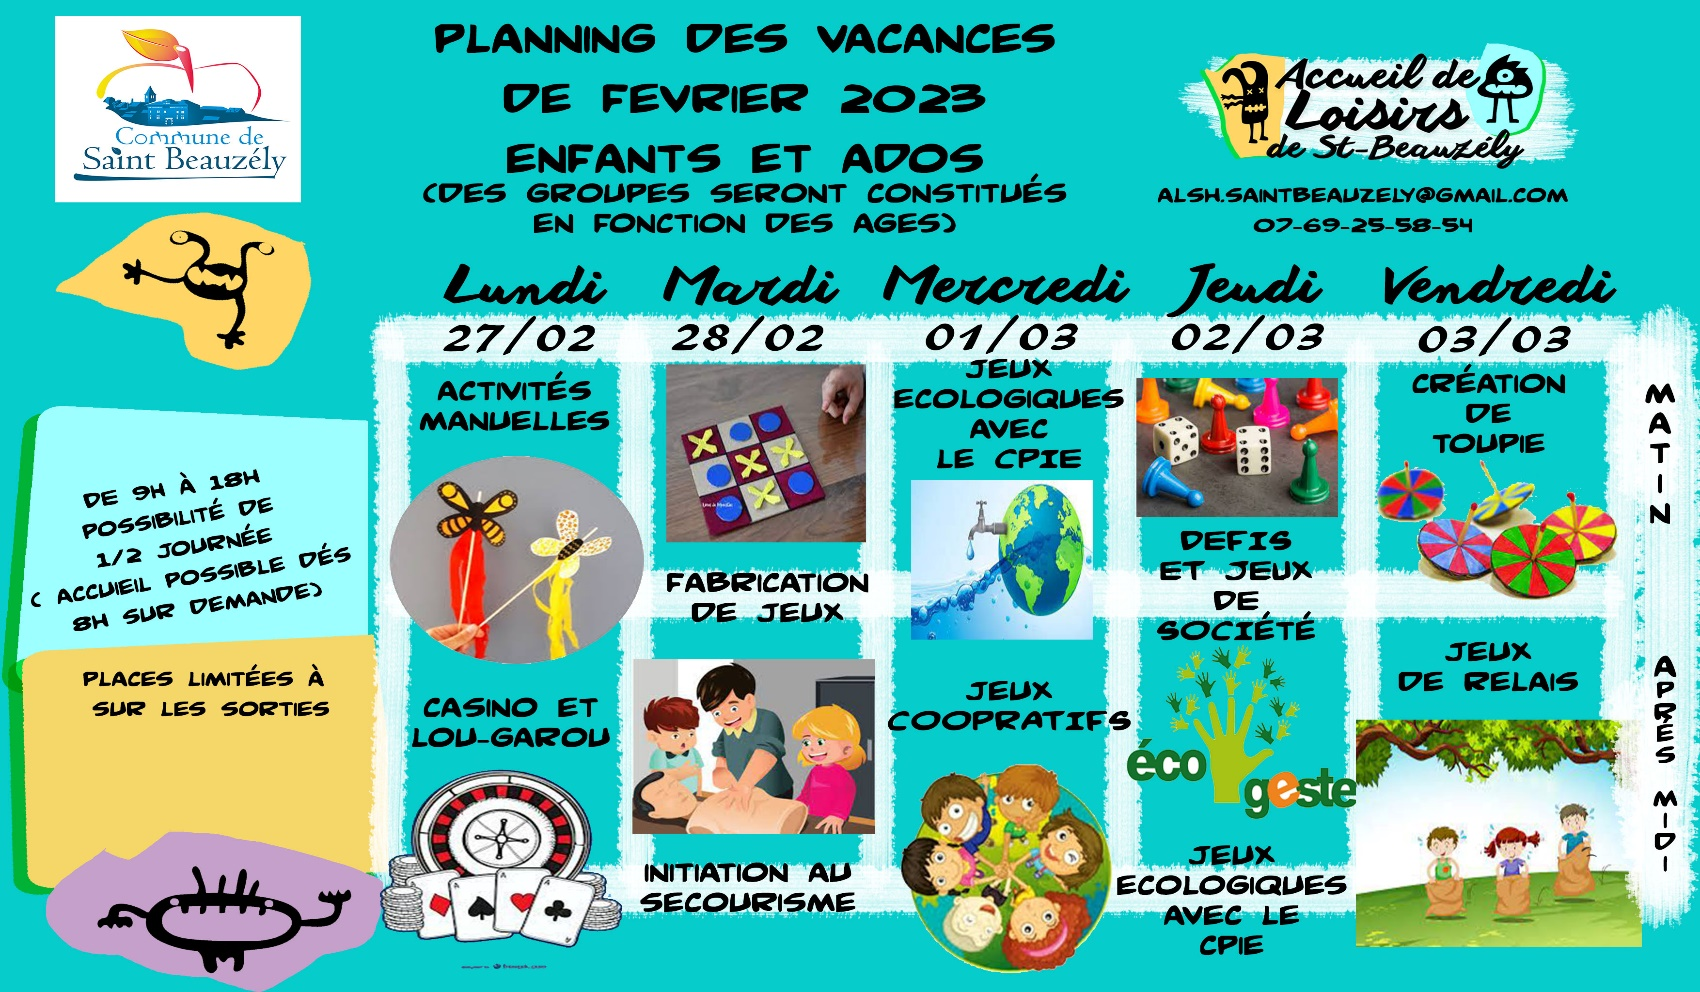 Commune de
Saint Beauzély
PLANNING DES VACANCES
DE FEVRIER 2023
ENFANTS ET ADOS
(DES GROUPES SERONT CONSTITUÉS
EN FONCTION DES AGES)
Accueil de
Loisirs
de St-Beauzély
ALSH.SAINTBEAUZELY@GMAIL.COM
07-69-25-58-54
Lundi Mardi Mercredi Jeudi Vendredi
27/02 28/02 01/03 02/03 03/03
MATIN
ACTIVITÉS
MANUELLES
FABRICATION
DE JEUX
JEUX
ECOLOGIQUES
AVEC
LE CPIE
DEFIS
ET JEUX
DE
SOCIÉTÉ
CRÉATION
DE
TOUPIE
APRES MIDI
CASINO ET
LOU-GAROU
INITIATION AU
SECOURISME
JEUX
COOPRATIFS
éco
geste
JEUX
ECOLOGIQUES
AVEC LE
CPIE
JEUX
DE RELAIS
DE 9H À 18H
POSSIBILITÉ DE
1/2 JOURNÉE
( ACCUEIL POSSIBLE DÉS
8H SUR DEMANDE)
PLACES LIMITÉES À
SUR LES SORTIES